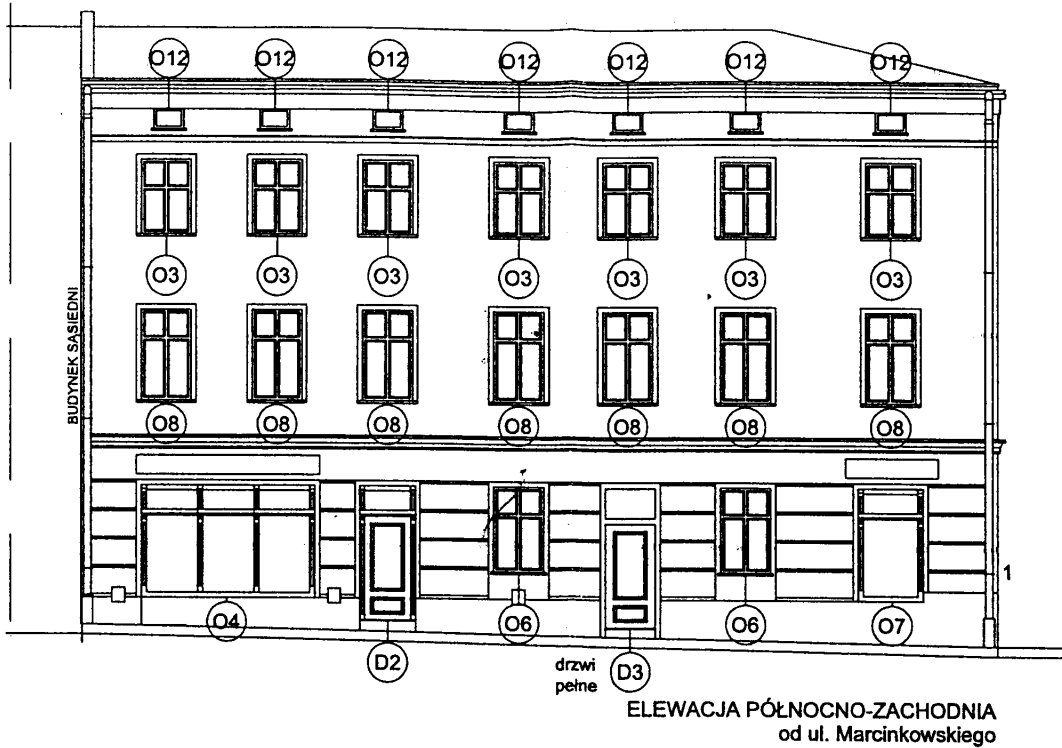 O12 O12 O12 O12 O12 O12 O12
O3 O3 O3 O3 O3 O3 O3
BUDYNEK SĄSIEDNI
O8 O8 O8 O8 O8 O8 O8
1
O4 O6 O6 O7
D2 D3
drzwi
pełne
ELEWACJA PÓŁNOCNO-ZACHODNIA
od ul. Marcinkowskiego